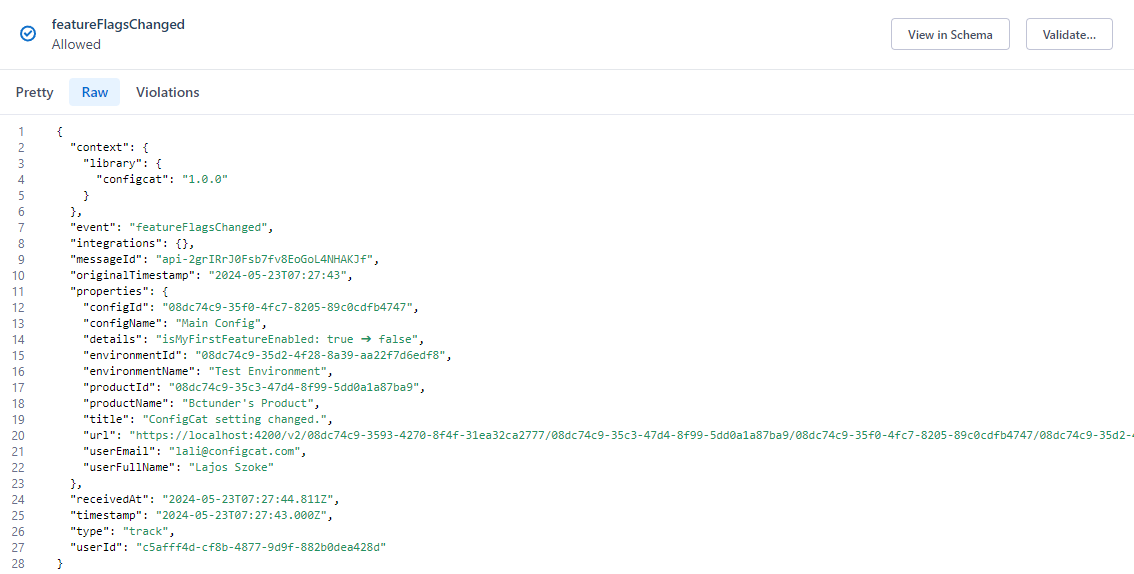 featureFlagsChanged
Allowed
View in Schema
Validate...
Pretty
Raw
Violations
1 {
2 "context": {
3 "library": {
4 "configcat": "1.0.0"
5 }
6 },
7 "event": "featureFlagsChanged",
8 "integrations": {},
9 "messageId": "api-2grIRrJ0Fsb7fv8EoGoL4NHAKJf",
10 "originalTimestamp": "2024-05-23T07:27:43",
11 "properties": {
12 "configId": "08dc74c9-35f0-4fc7-8205-89c0cdfb4747",
13 "configName": "Main Config",
14 "details": "isMyFirstFeatureEnabled: true ➔ false",
15 "environmentId": "08dc74c9-35d2-4f28-8a39-aa22f7d6edf8",
16 "environmentName": "Test Environment",
17 "productId": "08dc74c9-35c3-47d4-8f99-5dd0a1a87ba9",
18 "productName": "Bctunder's Product",
19 "title": "ConfigCat setting changed.",
20 "url": "https://localhost:4200/v2/08dc74c9-3593-4270-8f4f-31ea32ca2777/08dc74c9-35c3-47d4-8f99-5dd0a1a87ba9/08dc74c9-35f0-4fc7-8205-89c0cdfb4747/08dc74c9-35d2-
21 "userEmail": "lali@configcat.com",
22 "userFullName": "Lajos Szoke"
23 },
24 "receivedAt": "2024-05-23T07:27:44.811Z",
25 "timestamp": "2024-05-23T07:27:43.000Z",
26 "type": "track",
27 "userId": "c5afff4d-cf8b-4877-9d9f-882b0dea428d"
28 }